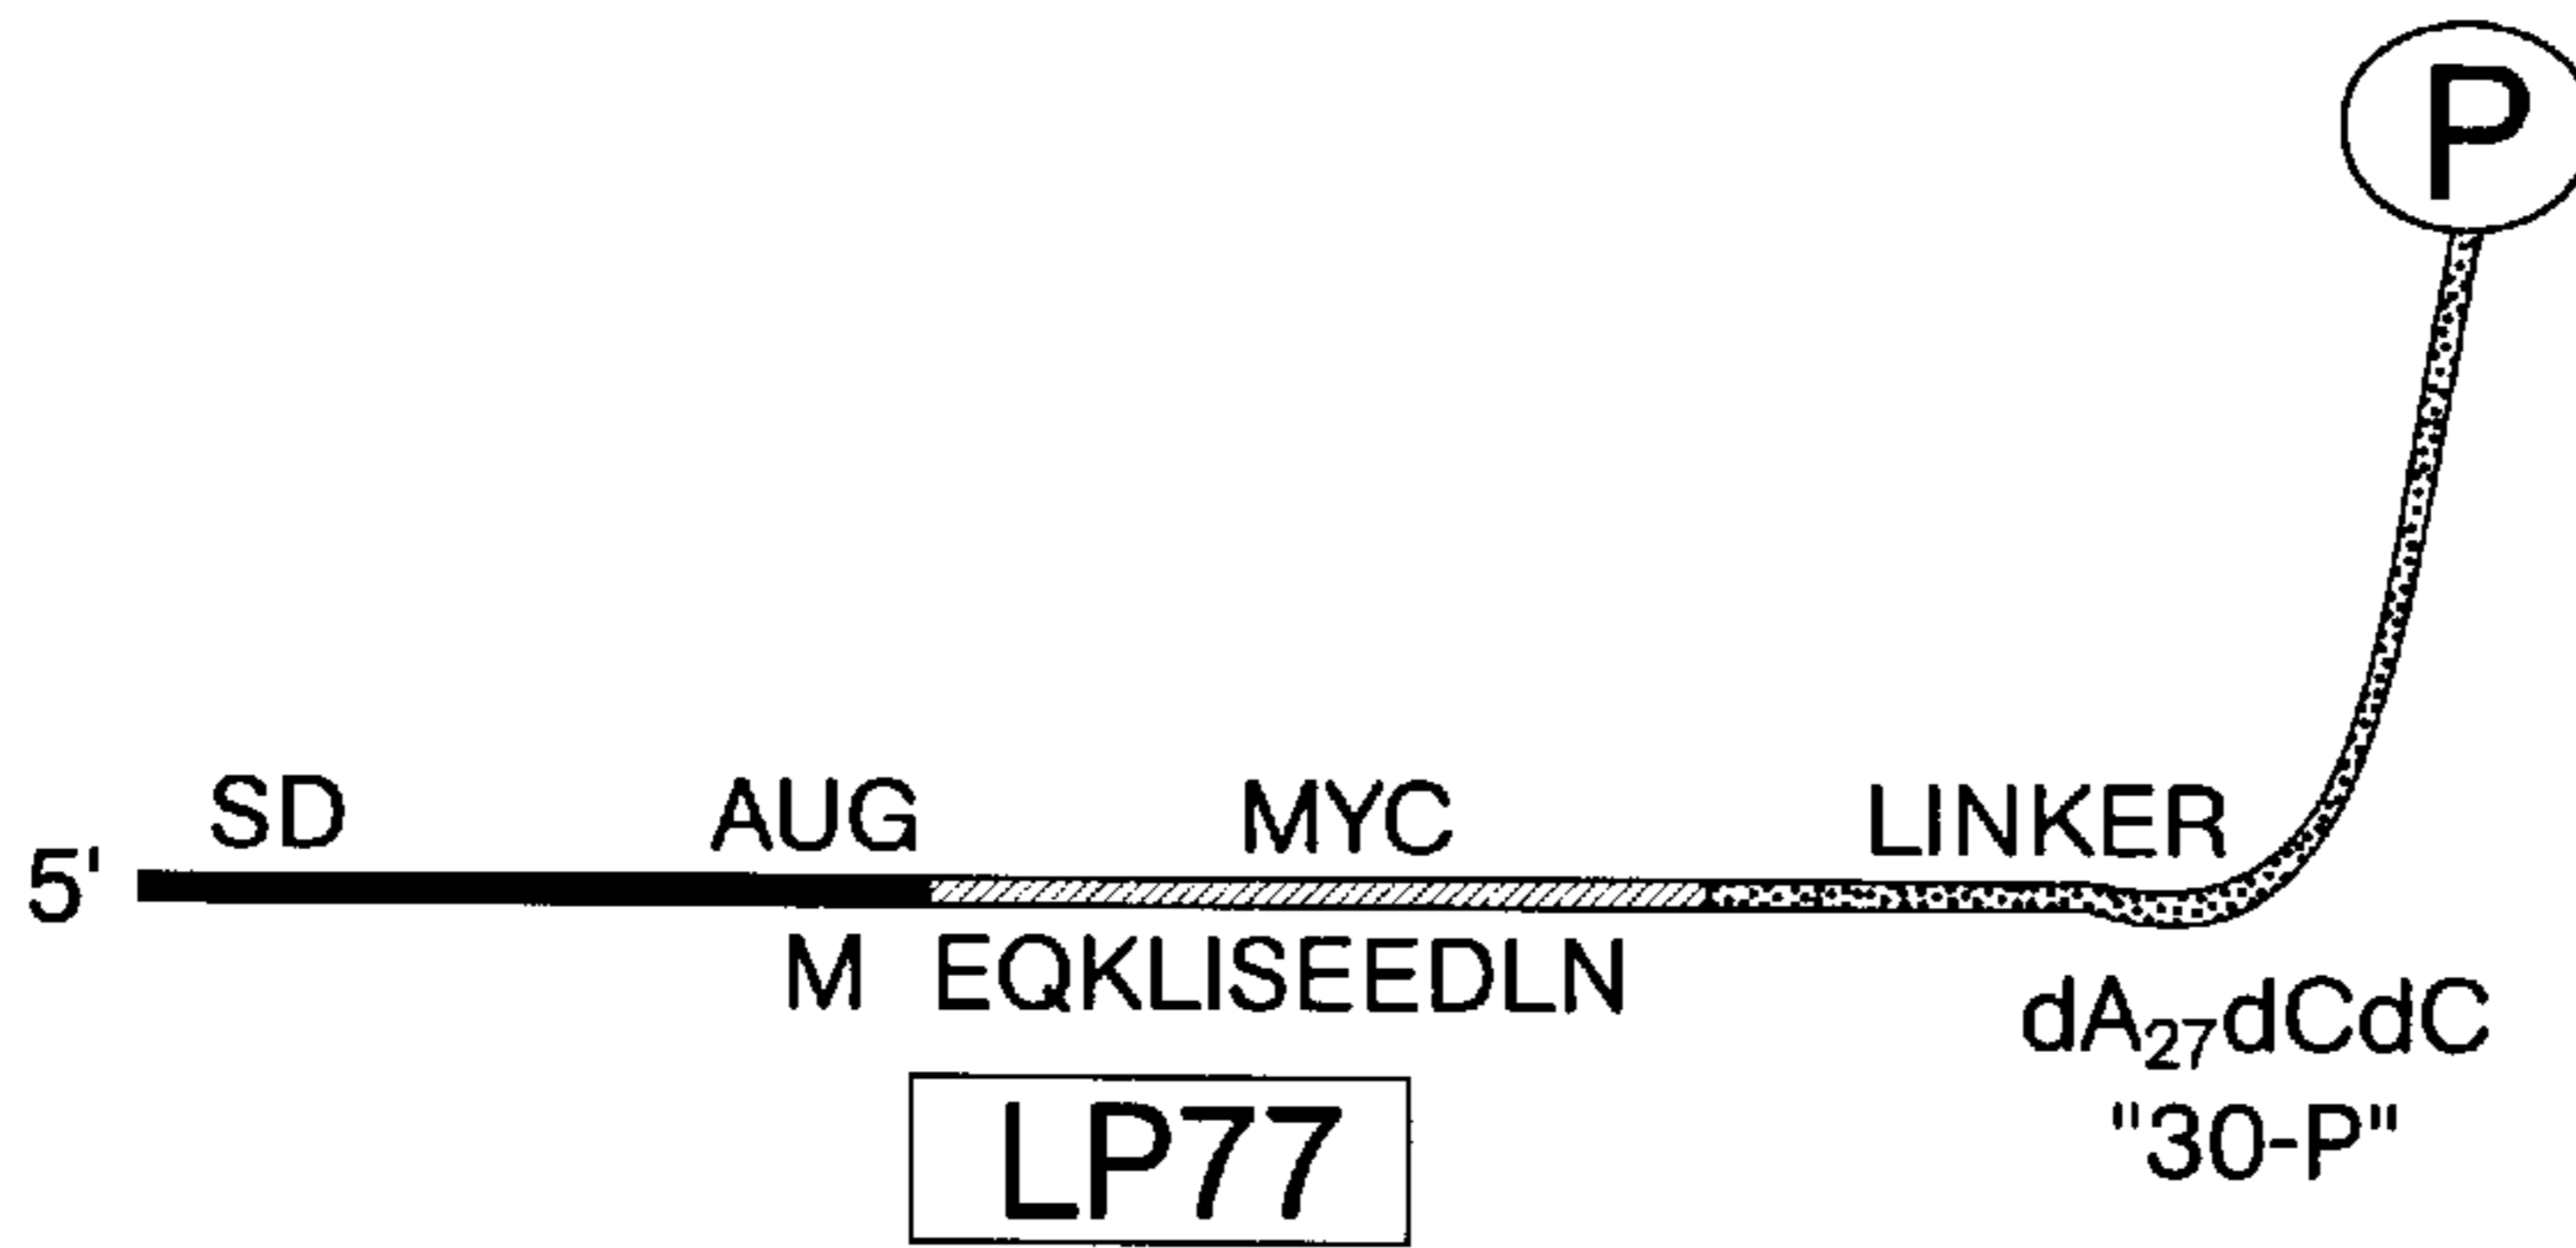 P
SD AUG MYC LINKER
5'
M EQKLISEEDLN
dA₂₇dCdC
"30-P"
LP77